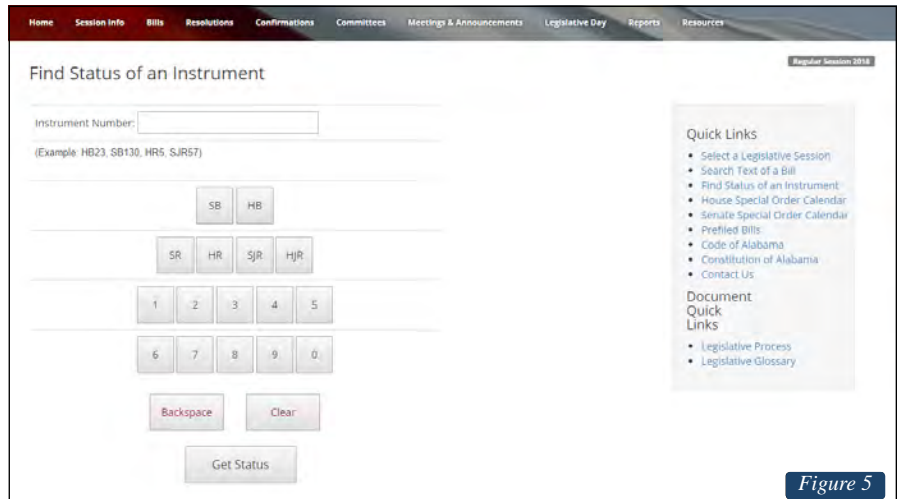 Home Session Info Bills Resolutions Confirmations Committees Meetings & Announcements Legislative Day Reports Resources
Regular Session 2018
Find Status of an Instrument
Instrument Number:
(Example: HB23, SB130, HR5, SJR57)
SB HB
SR HR SJR HJR
1 2 3 4 5
6 7 8 9 0
Backspace Clear
Get Status
Quick Links
Select a Legislative Session
Search Text of a Bill
Find Status of an Instrument
House Special Order Calendar
Senate Special Order Calendar
Prefiled Bills
Code of Alabama
Constitution of Alabama
Contact Us
Document
Quick
Links
Legislative Process
Legislative Glossary
Figure 5